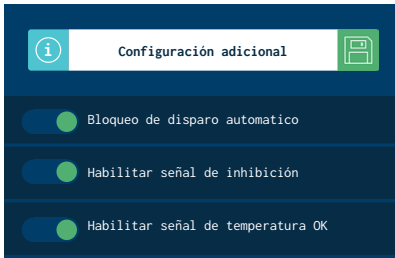 i
Configuración adicional
Bloqueo de disparo automatico
Habilitar señal de inhibición
Habilitar señal de temperatura OK